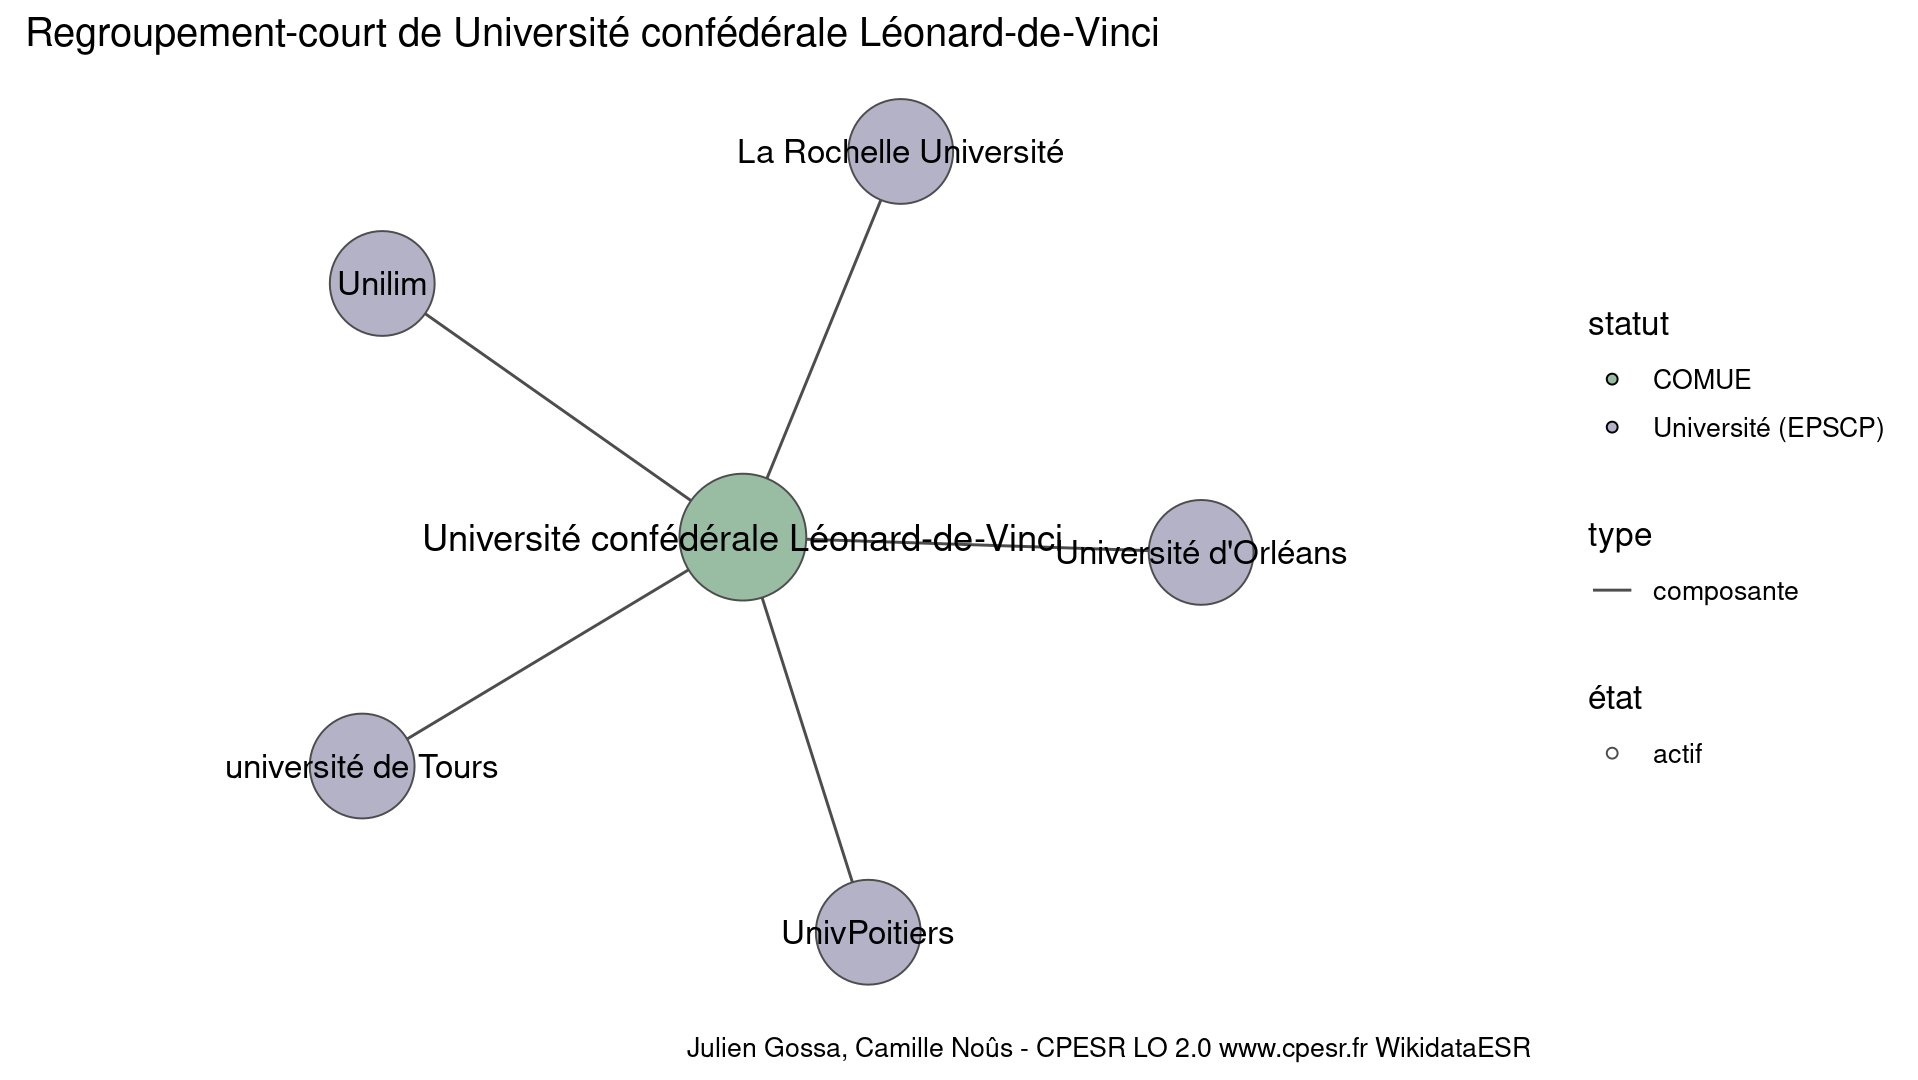 Regroupement-court de Université confédérale Léonard-de-Vinci
La Rochelle Université
Unilim
Université confédérale Léonard-de-Vinci
Université d'Orléans
université de Tours
UnivPoitiers
statut
COMUE
Université (EPSCP)
type
composante
état
actif
Julien Gossa, Camille Noûs - CPESR LO 2.0 www.cpesr.fr WikidataESR